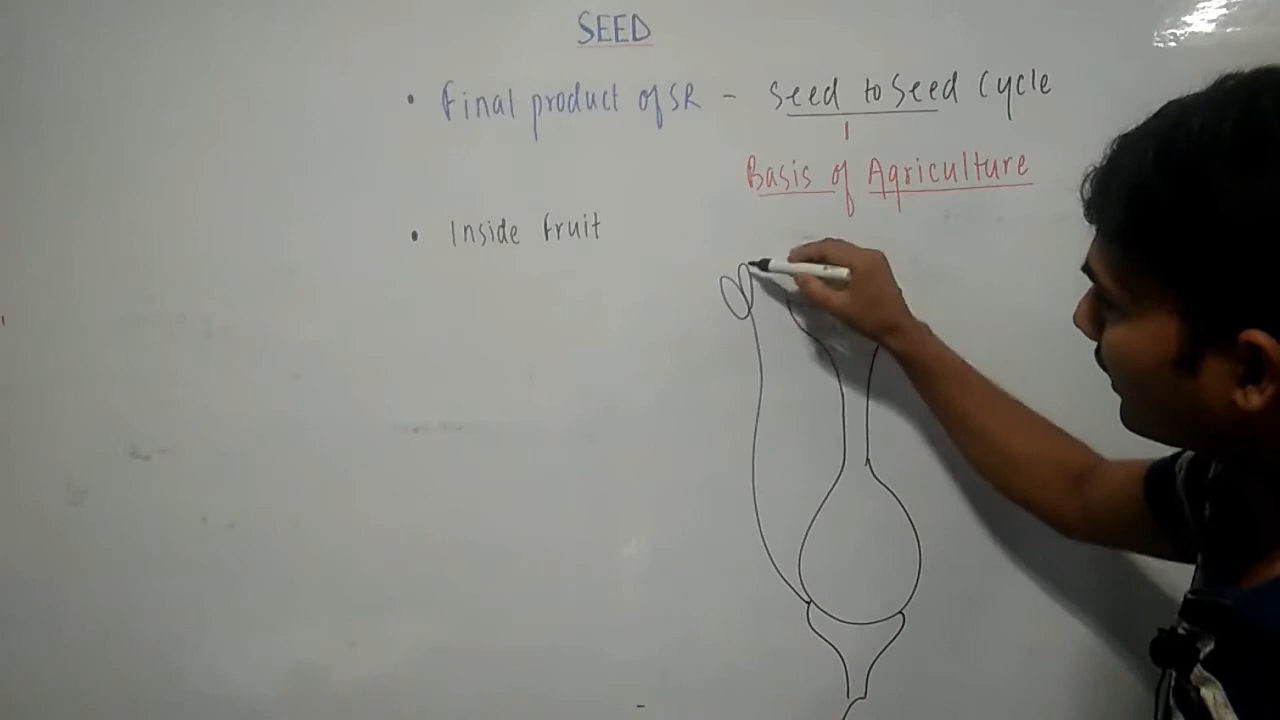 SEED
• Final product of SR - Seed to Seed Cycle
Basis of Agriculture
• Inside fruit